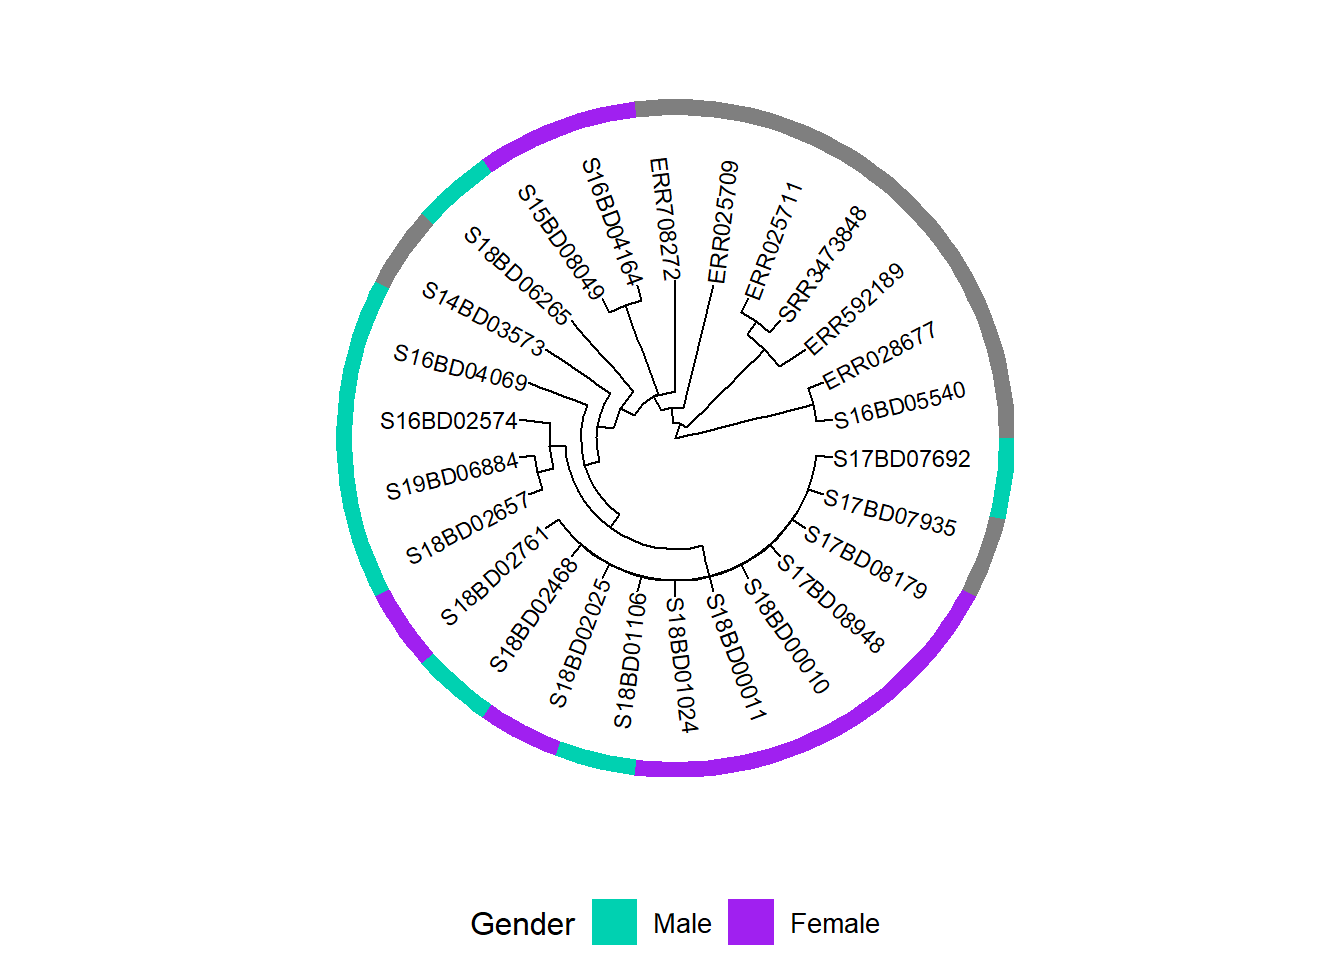 S16BD04164
ERR708272
ERR025709
ERR025711
SRR3473848
ERR592189
ERR028677
S16BD05540
S17BD07692
S17BD07935
S17BD08179
S17BD08948
S18BD00010
S18BD00011
S18BD01024
S18BD01106
S18BD02025
S18BD02468
S18BD02761
S18BD02657
S19BD06884
S16BD02574
S16BD04069
S14BD03573
S18BD06265
S15BD08049
Gender Male Female